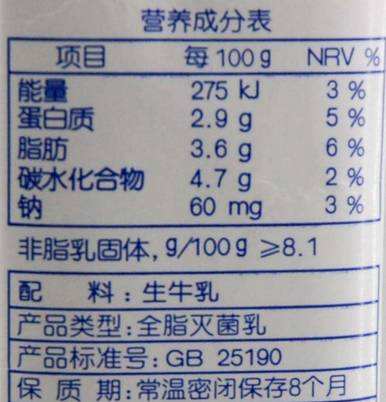 营养成分表
项目 每100g NRV %
能量 275 kJ 3 %
蛋白质 2.9 g 5 %
脂肪 3.6 g 6 %
碳水化合物 4.7 g 2 %
钠 60 mg 3 %
非脂乳固体, g/100g ≥8.1
配 料:生牛乳
产品类型:全脂灭菌乳
产品标准号:GB 25190
保 质 期:常温密闭保存8个月